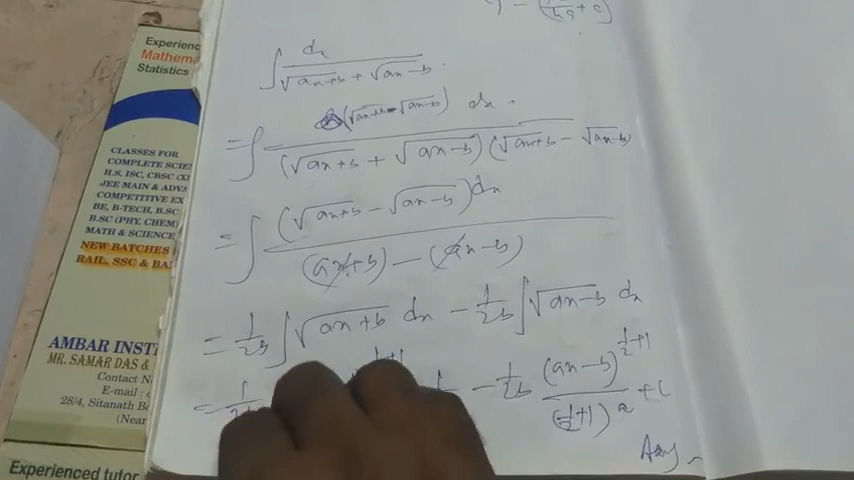 ∫ dx / (√(ax+b) + √(ax-b))
= ∫ (√(ax+b) - √(ax-b)) dx / ((√(ax+b) + √(ax-b)) (√(ax+b) - √(ax-b)))
= ∫ (√(ax+b) - √(ax-b)) dx / ((ax+b) - (ax-b))
= 1/2b ∫ √(ax+b) dx - 1/2b ∫ √(ax-b) dx
- 1/2b (ax-b)^(1/2+1) / ((1/2+1) a) + c
Ans
Mathema
Statistics
CLASSES FOR
COMPLETE SCIE
H.S, ISC, CBSC
JEE MAIN & ADVA
COMPETITIVE EX
BE, B-TECH, B.SC
B.SC (PHY, CHEM
MATH & SCIENCE
NEW BATCHES
RAIL, SSC & BA
AMBAR INSTI
MR. SAMAR DAS &
Contact N
E-mail :
28/4, Sitanath Bo
(Near
Experienced tutor